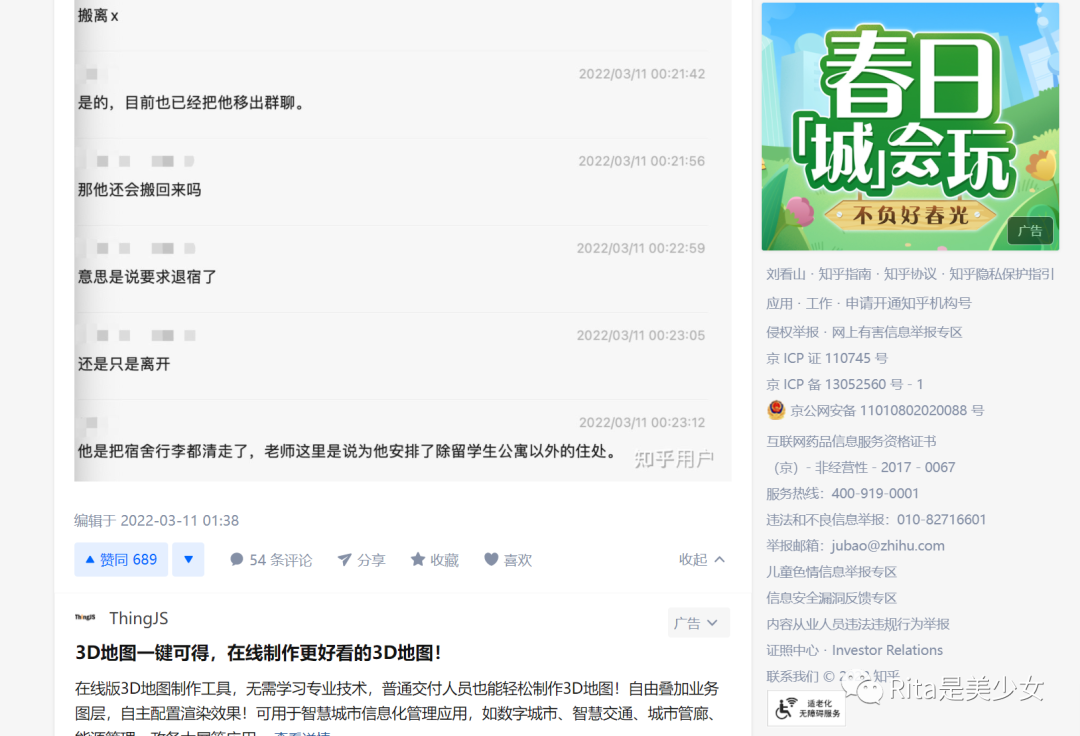 搬离x
2022/03/11 00:21:42
是的，目前也已经把他移出群聊。
2022/03/11 00:21:56
那他还会搬回来吗
2022/03/11 00:22:59
意思是说要求退宿了
2022/03/11 00:23:05
还是只是离开
2022/03/11 00:23:12
他是把宿舍行李都清走了，老师这里是说为他安排了除留学生公寓以外的住处。
知乎用户
编辑于 2022-03-11 01:38
赞同 689
54 条评论
分享
收藏
喜欢
收起
ThingJS
ThingJS
广告
3D地图一键可得，在线制作更好看的3D地图！
在线版3D地图制作工具，无需学习专业技术，普通交付人员也能轻松制作3D地图！自由叠加业务
图层，自主配置渲染效果！可用于智慧城市信息化管理应用，如数字城市、智慧交通、城市管廊、
春日
「城」会玩
不负好春光
广告
刘看山 · 知乎指南 · 知乎协议 · 知乎隐私保护指引
应用 · 工作 · 申请开通知乎机构号
侵权举报 · 网上有害信息举报专区
京 ICP 证 110745 号
京 ICP 备 13052560 号 - 1
京公网安备 11010802020088 号
互联网药品信息服务资格证书
（京）- 非经营性 - 2017 - 0067
服务热线：400-919-0001
违法和不良信息举报：010-82716601
举报邮箱：jubao@zhihu.com
儿童色情信息举报专区
信息安全漏洞反馈专区
内容从业人员违法违规行为举报
证照中心 · Investor Relations
联系我们 © 知乎
Rita是美少女
适老化
无障碍服务